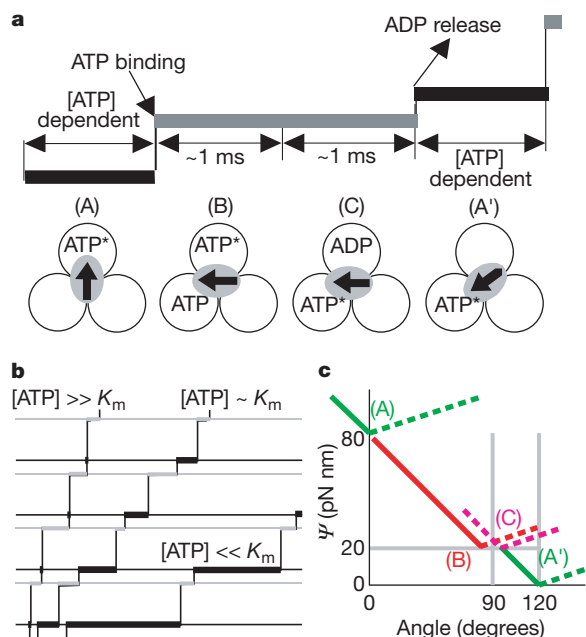 a
ADP release
ATP binding
[ATP]
dependent
~1 ms
~1 ms
[ATP]
dependent
(A)
(B)
(C)
(A')
ATP*
ATP*
ATP
ADP
ATP*
ATP*
b
[ATP] >> Km
[ATP] ~ Km
[ATP] << Km
c
(A)
(B)
(C)
(A')
Ψ (pN nm)
80
20
0
0
90
120
Angle (degrees)